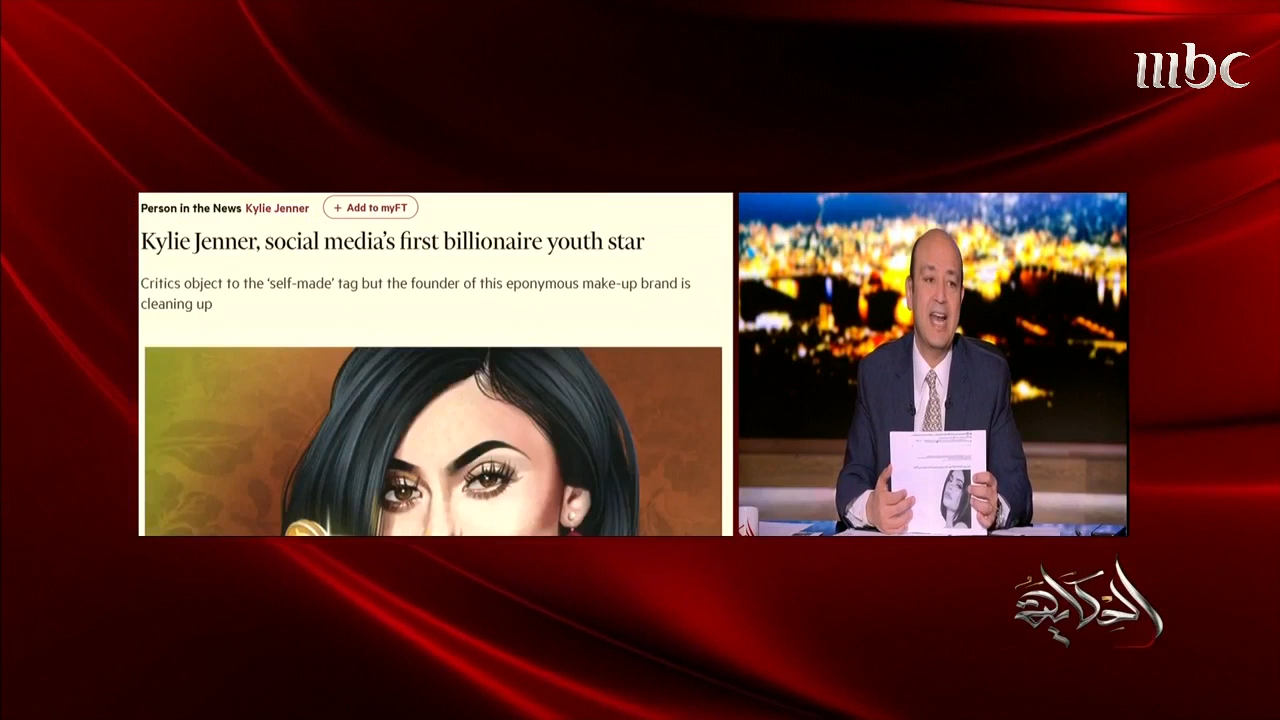 mbc
Person in the News Kylie Jenner + Add to myFT
Kylie Jenner, social media's first billionaire youth star
Critics object to the 'self-made' tag but the founder of this eponymous make-up brand is
cleaning up
الحكاية